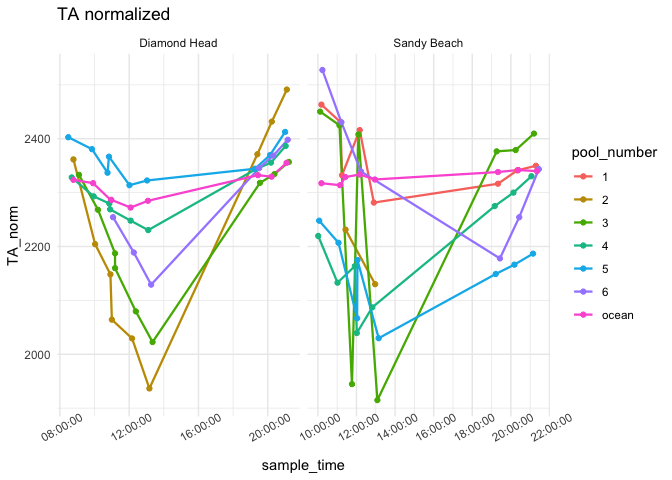 TA normalized
Diamond Head
Sandy Beach
2400
2200
2000
TA_norm
08:00:00
12:00:00
16:00:00
20:00:00
10:00:00
12:00:00
14:00:00
16:00:00
18:00:00
20:00:00
22:00:00
sample_time
pool_number
1
2
3
4
5
6
ocean